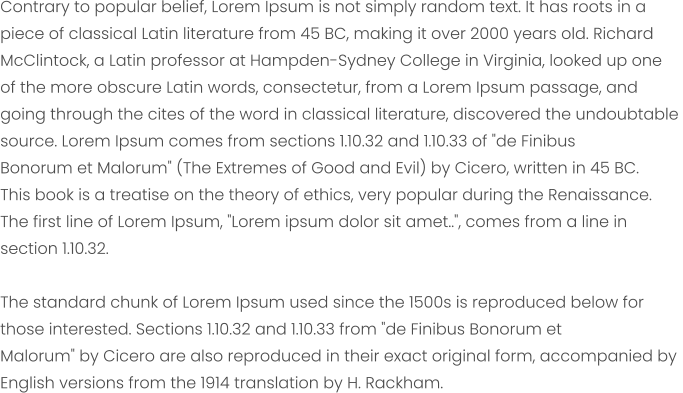 Contrary to popular belief, Lorem Ipsum is not simply random text. It has roots in a
piece of classical Latin literature from 45 BC, making it over 2000 years old. Richard
McClintock, a Latin professor at Hampden-Sydney College in Virginia, looked up one
of the more obscure Latin words, consectetur, from a Lorem Ipsum passage, and
going through the cites of the word in classical literature, discovered the undoubtable
source. Lorem Ipsum comes from sections 1.10.32 and 1.10.33 of "de Finibus
Bonorum et Malorum" (The Extremes of Good and Evil) by Cicero, written in 45 BC.
This book is a treatise on the theory of ethics, very popular during the Renaissance.
The first line of Lorem Ipsum, "Lorem ipsum dolor sit amet..", comes from a line in
section 1.10.32.

The standard chunk of Lorem Ipsum used since the 1500s is reproduced below for
those interested. Sections 1.10.32 and 1.10.33 from "de Finibus Bonorum et
Malorum" by Cicero are also reproduced in their exact original form, accompanied by
English versions from the 1914 translation by H. Rackham.